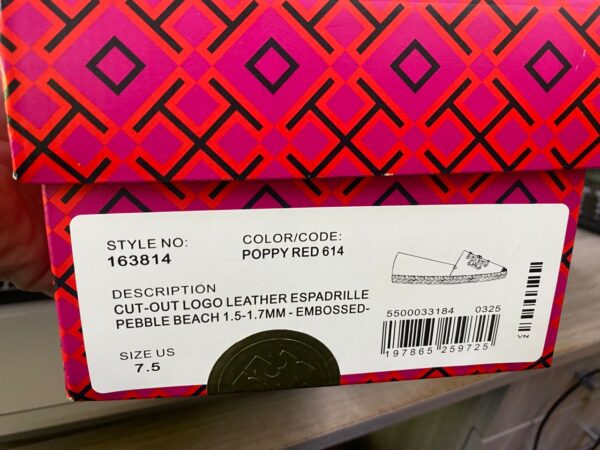 STYLE NO:
163814
COLOR/CODE:
POPPY RED 614
DESCRIPTION
CUT-OUT LOGO LEATHER ESPADRILLE
PEBBLE BEACH 1.5-1.7MM - EMBOSSED-
SIZE US
7.5
5500033184 0325
197865 259725
VN